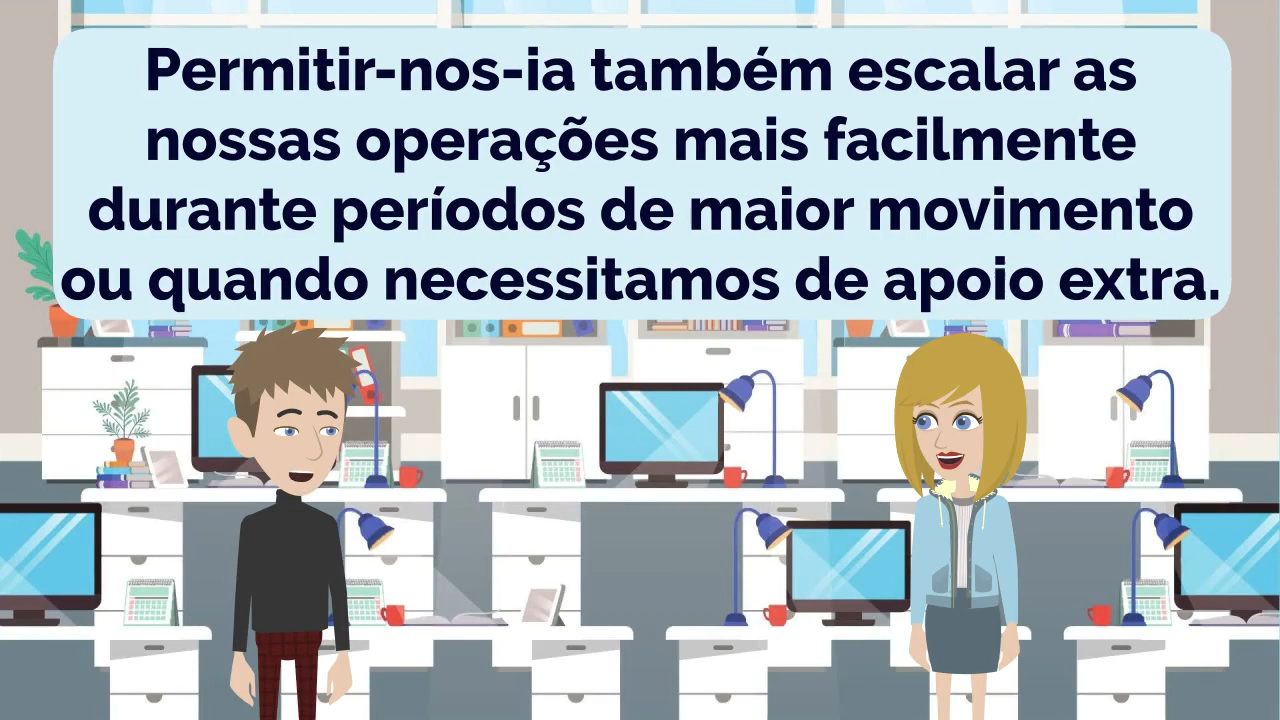 Permitir-nos-ia também escalar as
nossas operações mais facilmente
durante períodos de maior movimento
ou quando necessitamos de apoio extra.